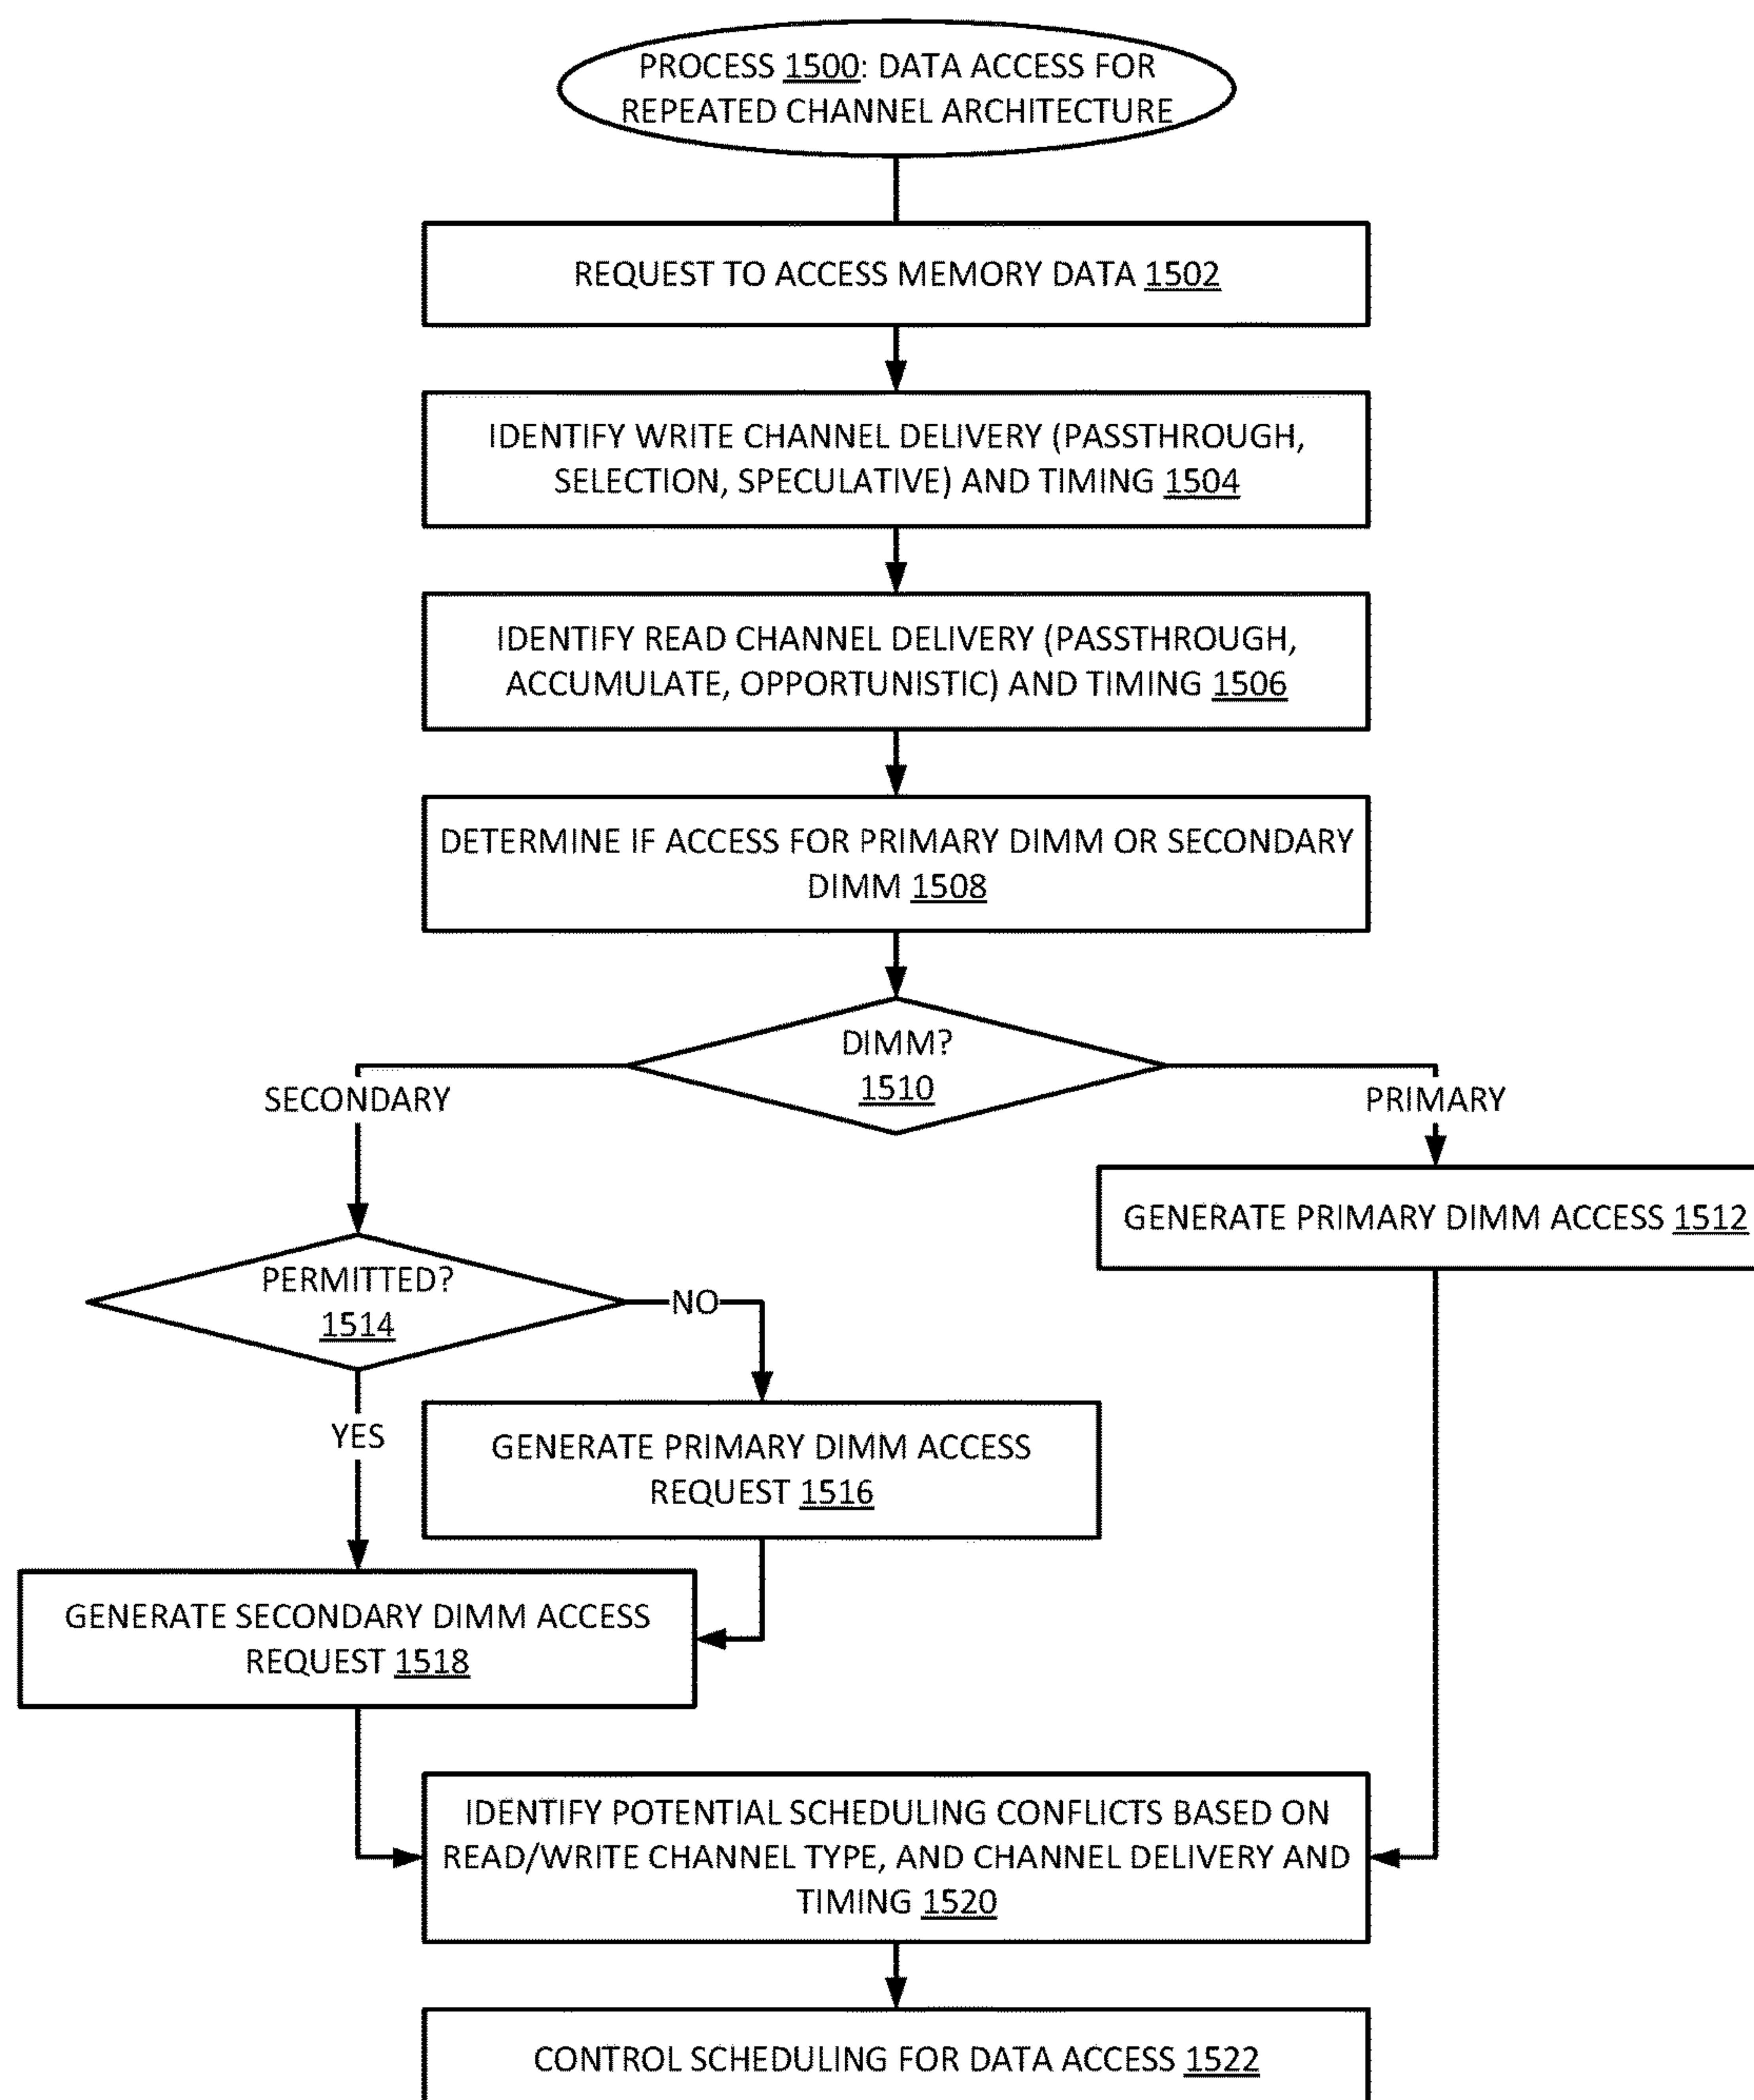 PROCESS 1500: DATA ACCESS FOR
REPEATED CHANNEL ARCHITECTURE
REQUEST TO ACCESS MEMORY DATA 1502
IDENTIFY WRITE CHANNEL DELIVERY (PASSTHROUGH,
SELECTION, SPECULATIVE) AND TIMING 1504
IDENTIFY READ CHANNEL DELIVERY (PASSTHROUGH,
ACCUMULATE, OPPORTUNISTIC) AND TIMING 1506
DETERMINE IF ACCESS FOR PRIMARY DIMM OR SECONDARY
DIMM 1508
DIMM?
1510
SECONDARY
PRIMARY
GENERATE PRIMARY DIMM ACCESS 1512
PERMITTED?
1514
NO
YES
GENERATE PRIMARY DIMM ACCESS
REQUEST 1516
GENERATE SECONDARY DIMM ACCESS
REQUEST 1518
IDENTIFY POTENTIAL SCHEDULING CONFLICTS BASED ON
READ/WRITE CHANNEL TYPE, AND CHANNEL DELIVERY AND
TIMING 1520
CONTROL SCHEDULING FOR DATA ACCESS 1522